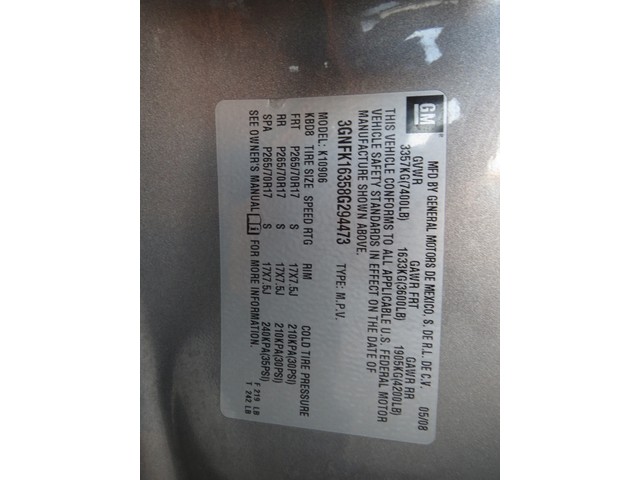 GM
MFD BY GENERAL MOTORS DE MEXICO, S. DE R.L. DE C.V.
05/08
GVWR GAWR FRT GAWR RR
3357KG(7400LB) 1633KG(3600LB) 1905KG(4200LB)
THIS VEHICLE CONFORMS TO ALL APPLICABLE U.S. FEDERAL MOTOR
VEHICLE SAFETY STANDARDS IN EFFECT ON THE DATE OF
MANUFACTURE SHOWN ABOVE.
3GNFK16358G294473 TYPE: M.P.V.
MODEL: K10906
KBD8 TIRE SIZE SPEED RTG RIM COLD TIRE PRESSURE
FRT P265/70R17 S 17X7.5J 210KPA(30PSI)
RR P265/70R17 S 17X7.5J 210KPA(30PSI)
SPA P265/70R17 S 17X7.5J 240KPA(35PSI)
SEE OWNER'S MANUAL FOR MORE INFORMATION.
F 219 LB
T 242 LB